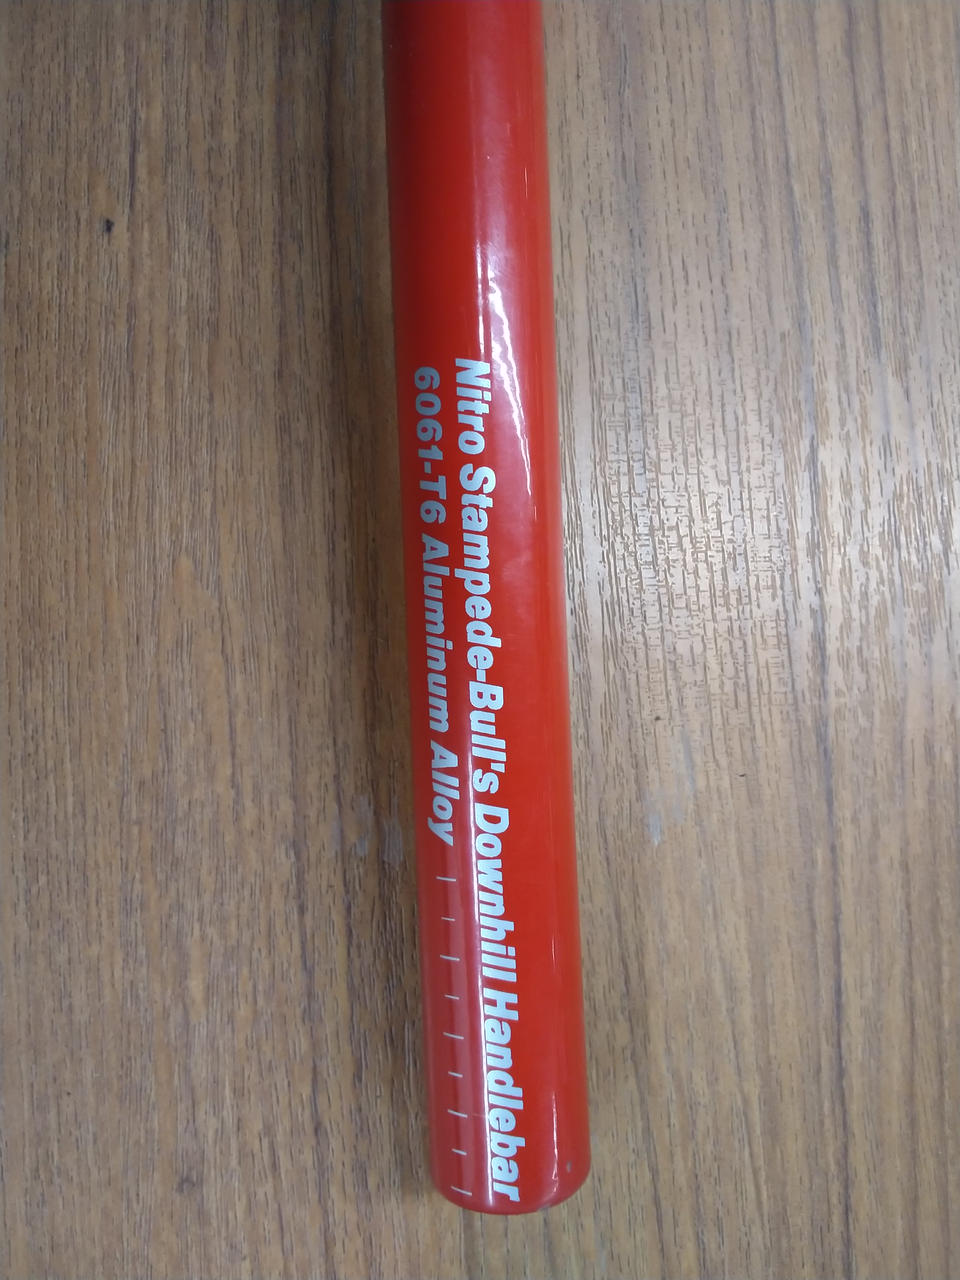 Nitro Stampede-Bull's Downhill Handlebar
6061-T6 Aluminum Alloy